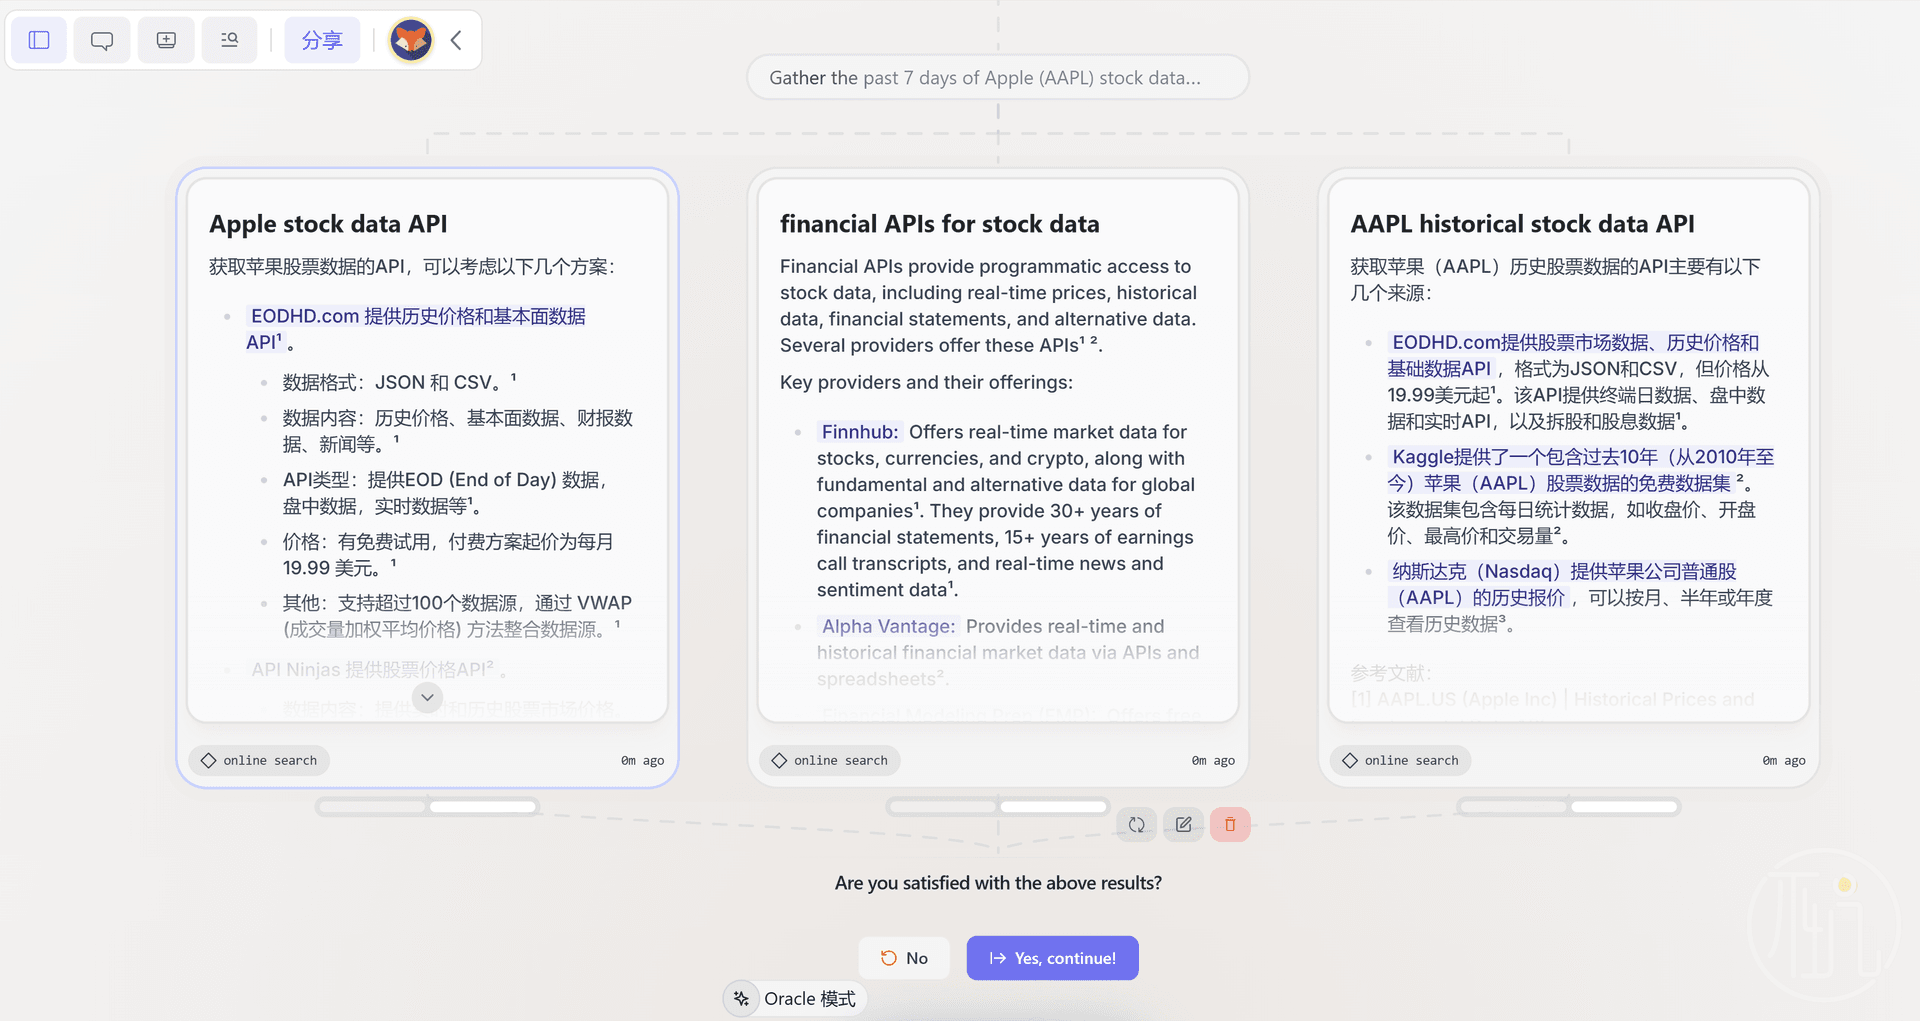 分享
Gather the past 7 days of Apple (AAPL) stock data...
Apple stock data API
获取苹果股票数据的API，可以考虑以下几个方案：
EODHD.com 提供历史价格和基本面数据
API¹ 。
数据格式：JSON 和 CSV。¹
数据内容：历史价格、基本面数据、财报数
据、新闻等。¹
API类型：提供EOD (End of Day) 数据，
盘中数据，实时数据等¹。
价格：有免费试用，付费方案起价为每月
19.99 美元。¹
其他：支持超过100个数据源，通过 VWAP
(成交量加权平均价格) 方法整合数据源。¹
API Ninjas 提供股票价格API² 。
online search
0m ago
financial APIs for stock data
Financial APIs provide programmatic access to
stock data, including real-time prices, historical
data, financial statements, and alternative data.
Several providers offer these APIs¹ ².
Key providers and their offerings:
Finnhub: Offers real-time market data for
stocks, currencies, and crypto, along with
fundamental and alternative data for global
companies¹. They provide 30+ years of
financial statements, 15+ years of earnings
call transcripts, and real-time news and
sentiment data¹.
Alpha Vantage: Provides real-time and
historical financial market data via APIs and
spreadsheets².
online search
0m ago
AAPL historical stock data API
获取苹果（AAPL）历史股票数据的API主要有以下
几个来源：
EODHD.com提供股票市场数据、历史价格和
基础数据API ，格式为JSON和CSV，但价格从
19.99美元起¹。该API提供终端日数据、盘中数
据和实时API，以及拆股和股息数据¹。
Kaggle提供了一个包含过去10年（从2010年至
今）苹果（AAPL）股票数据的免费数据集 ²。
该数据集包含每日统计数据，如收盘价、开盘
价、最高价和交易量²。
纳斯达克（Nasdaq）提供苹果公司普通股
（AAPL）的历史报价 ，可以按月、半年或年度
查看历史数据³。
参考文献：
[1] AAPL.US (Apple Inc) | Historical Prices and
online search
0m ago
Are you satisfied with the above results?
No
Yes, continue!
Oracle 模式